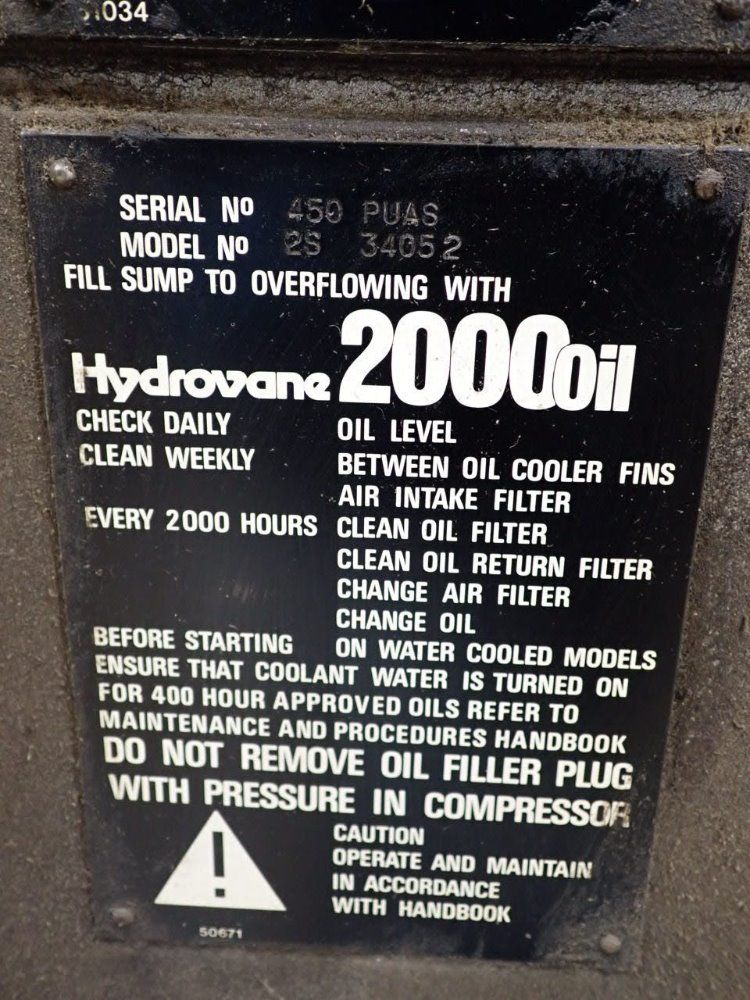 1034
SERIAL Nº 450 PUAS
MODEL Nº 2S 34052
FILL SUMP TO OVERFLOWING WITH
Hydrovane 2000 oil
CHECK DAILY OIL LEVEL
CLEAN WEEKLY BETWEEN OIL COOLER FINS
AIR INTAKE FILTER
EVERY 2000 HOURS CLEAN OIL FILTER
CLEAN OIL RETURN FILTER
CHANGE AIR FILTER
CHANGE OIL
BEFORE STARTING ON WATER COOLED MODELS
ENSURE THAT COOLANT WATER IS TURNED ON
FOR 400 HOUR APPROVED OILS REFER TO
MAINTENANCE AND PROCEDURES HANDBOOK
DO NOT REMOVE OIL FILLER PLUG
WITH PRESSURE IN COMPRESSOR
!
CAUTION
OPERATE AND MAINTAIN
IN ACCORDANCE
WITH HANDBOOK
50671